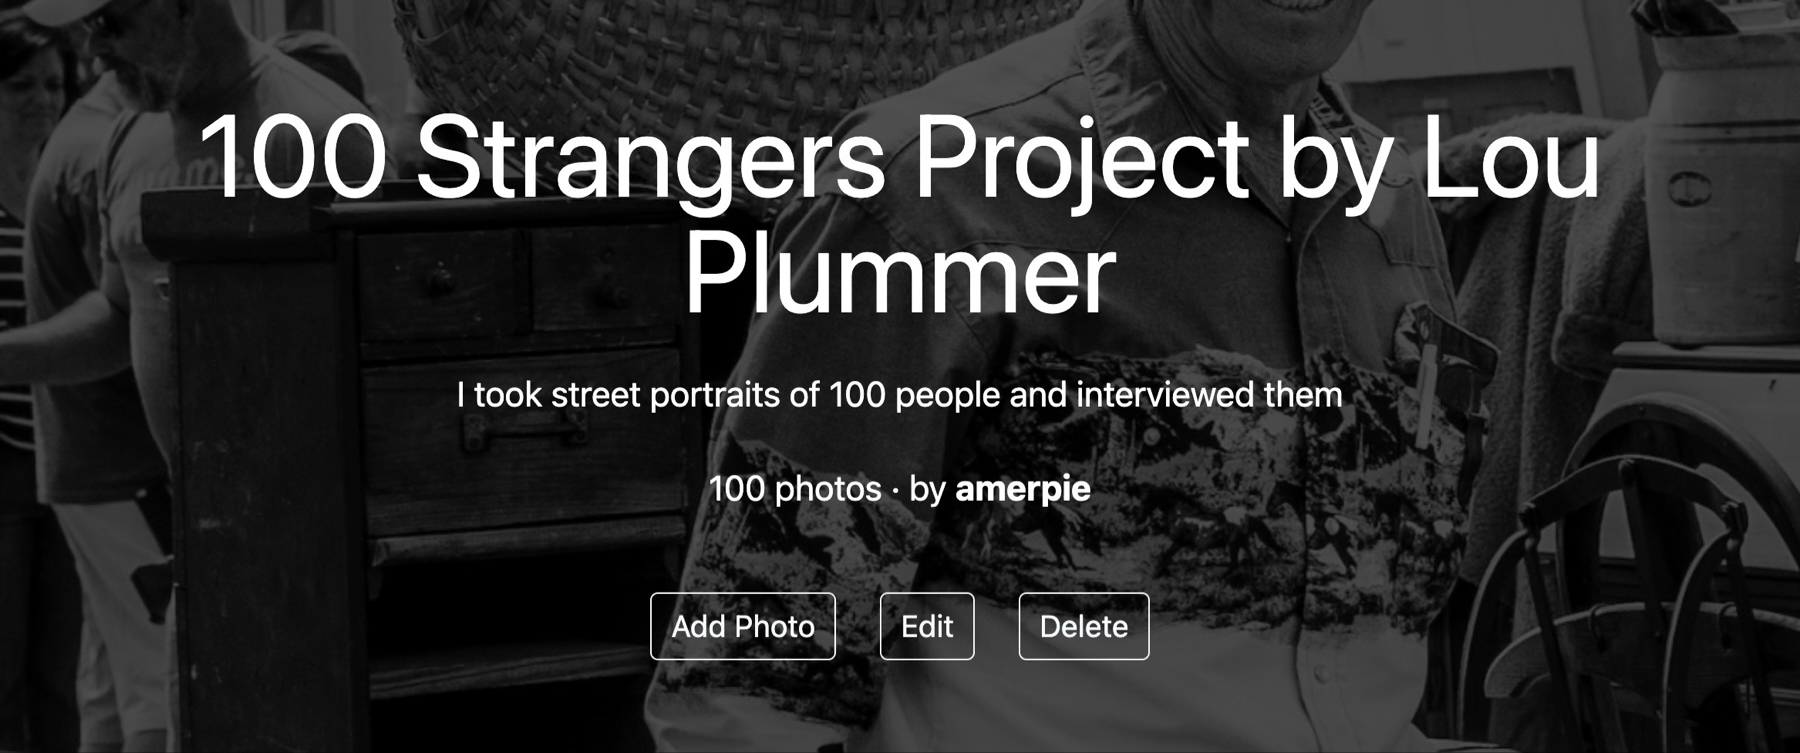 100 Strangers Project by Lou
Plummer
I took street portraits of 100 people and interviewed them
100 photos · by amerpie
Add Photo
Edit
Delete